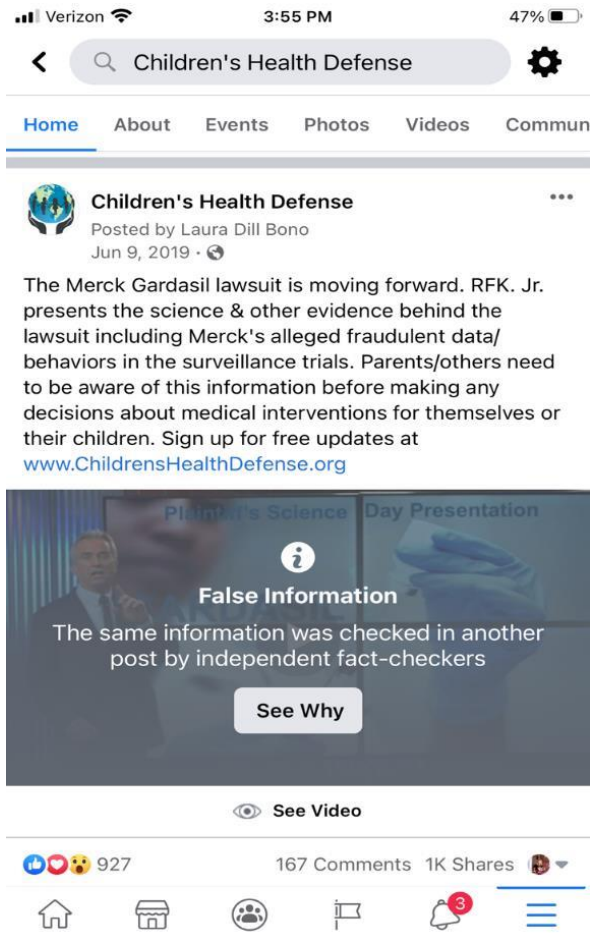 Verizon 3:55 PM 47%
Children's Health Defense
Home About Events Photos Videos Commun
Children's Health Defense
Posted by Laura Dill Bono
Jun 9, 2019 ·
The Merck Gardasil lawsuit is moving forward. RFK. Jr.
presents the science & other evidence behind the
lawsuit including Merck's alleged fraudulent data/
behaviors in the surveillance trials. Parents/others need
to be aware of this information before making any
decisions about medical interventions for themselves or
their children. Sign up for free updates at
www.ChildrensHealthDefense.org
Plaintiff's Science Day Presentation
False Information
The same information was checked in another
post by independent fact-checkers
See Why
See Video
927 167 Comments 1K Shares
3